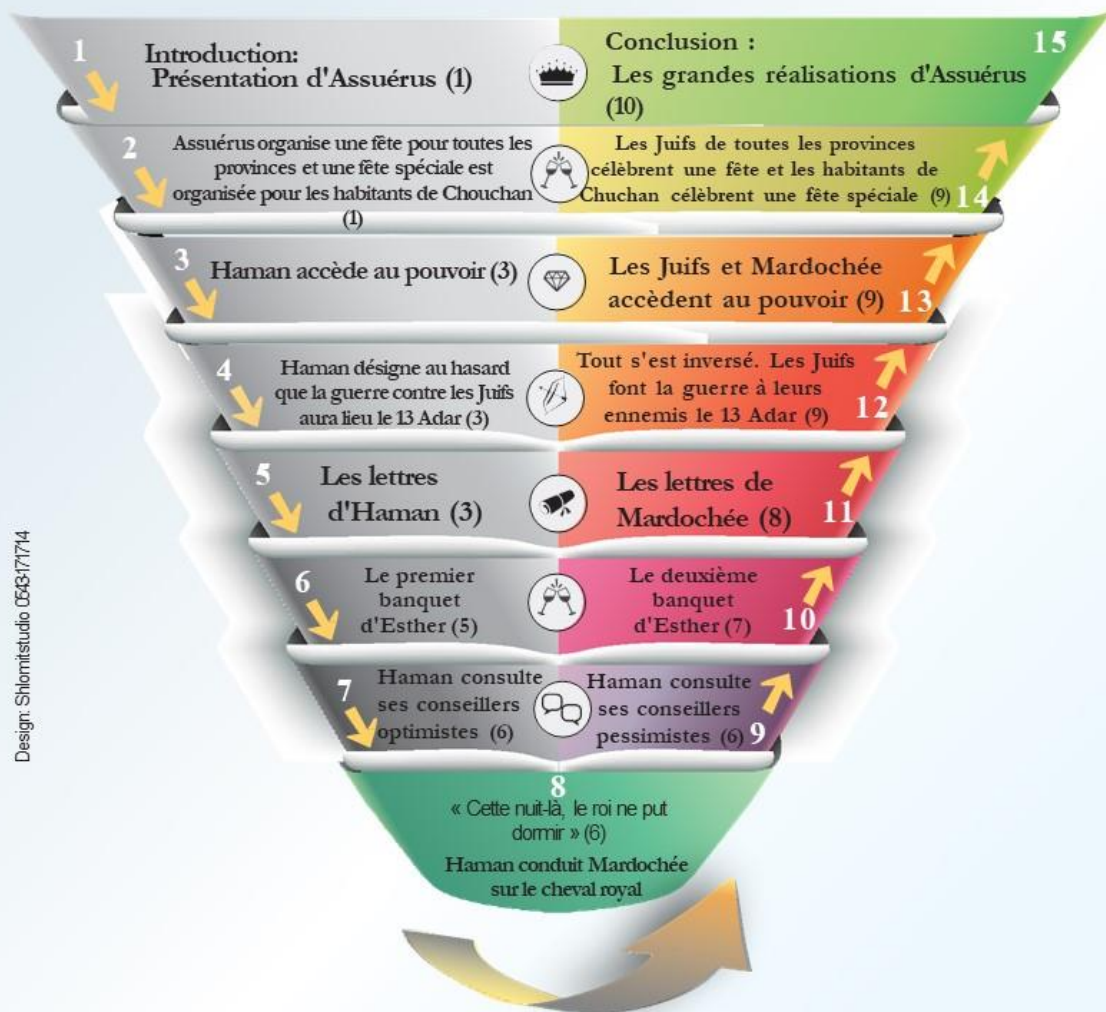 1
Introduction:
Présentation d'Assuérus (1)
Conclusion :
Les grandes réalisations d'Assuérus
(10)
15
2
Assuérus organise une fête pour toutes les
provinces et une fête spéciale est
organisée pour les habitants de Chouchan
(1)
Les Juifs de toutes les provinces
célèbrent une fête et les habitants de
Chuchan célèbrent une fête spéciale (9)
14
3
Haman accède au pouvoir (3)
Les Juifs et Mardochée
accèdent au pouvoir (9)
13
4
Haman désigne au hasard
que la guerre contre les Juifs
aura lieu le 13 Adar (3)
Tout s'est inversé. Les Juifs
font la guerre à leurs
ennemis le 13 Adar (9)
12
5
Les lettres
d'Haman (3)
Les lettres de
Mardochée (8)
11
6
Le premier
banquet
d'Esther (5)
Le deuxième
banquet
d'Esther (7)
10
7
Haman consulte
ses conseillers
optimistes (6)
Haman consulte
ses conseillers
pessimistes (6)
9
8
« Cette nuit-là, le roi ne put
dormir » (6)
Haman conduit Mardochée
sur le cheval royal
Design: Shlomitstudio 0543-171714